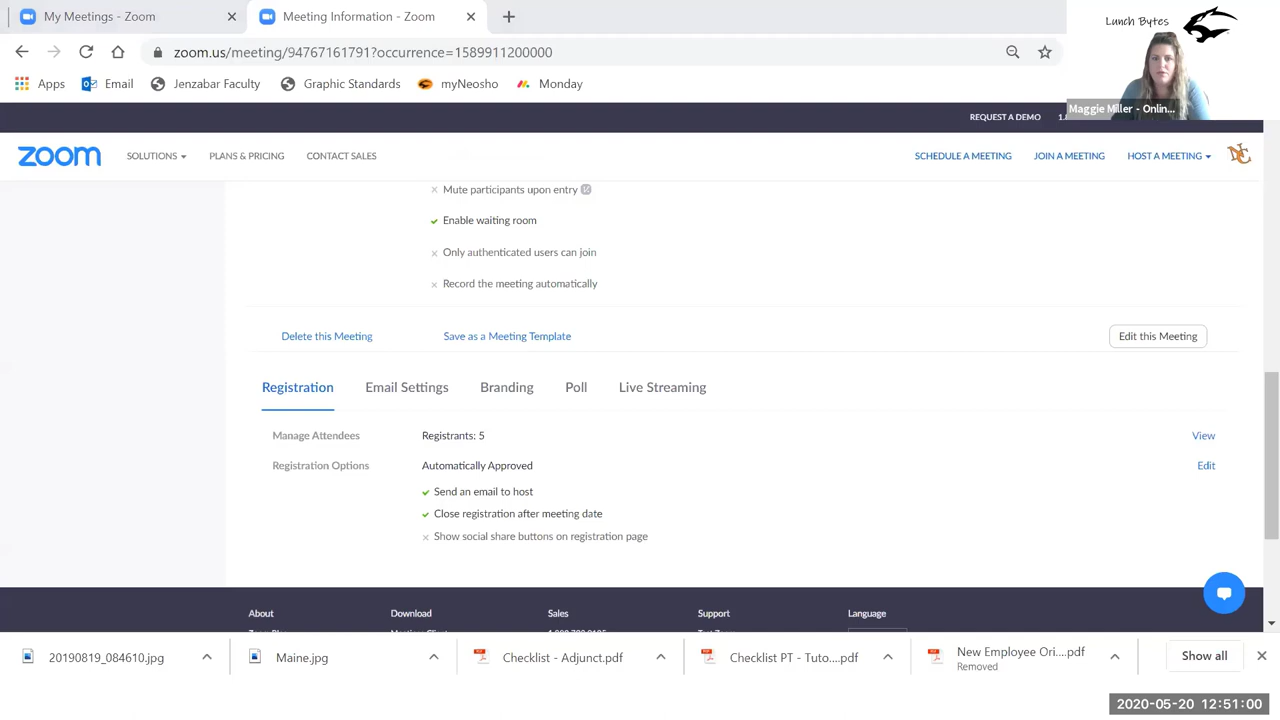 My Meetings - Zoom
Meeting Information - Zoom
Lunch Bytes
zoom.us/meeting/94767161791?occurrence=1589911200000
Apps Email Jenzabar Faculty Graphic Standards myNeosho Monday
Maggie Miller - Onlin...
REQUEST A DEMO
zoom SOLUTIONS PLANS & PRICING CONTACT SALES SCHEDULE A MEETING JOIN A MEETING HOST A MEETING NC
Mute participants upon entry
Enable waiting room
Only authenticated users can join
Record the meeting automatically
Delete this Meeting Save as a Meeting Template Edit this Meeting
Registration Email Settings Branding Poll Live Streaming
Manage Attendees Registrants: 5 View
Registration Options Automatically Approved Edit
Send an email to host
Close registration after meeting date
Show social share buttons on registration page
About Download Sales Support Language
20190819_084610.jpg Maine.jpg Checklist - Adjunct.pdf Checklist PT - Tuto....pdf New Employee Ori....pdf Show all
Removed
2020-05-20 12:51:00